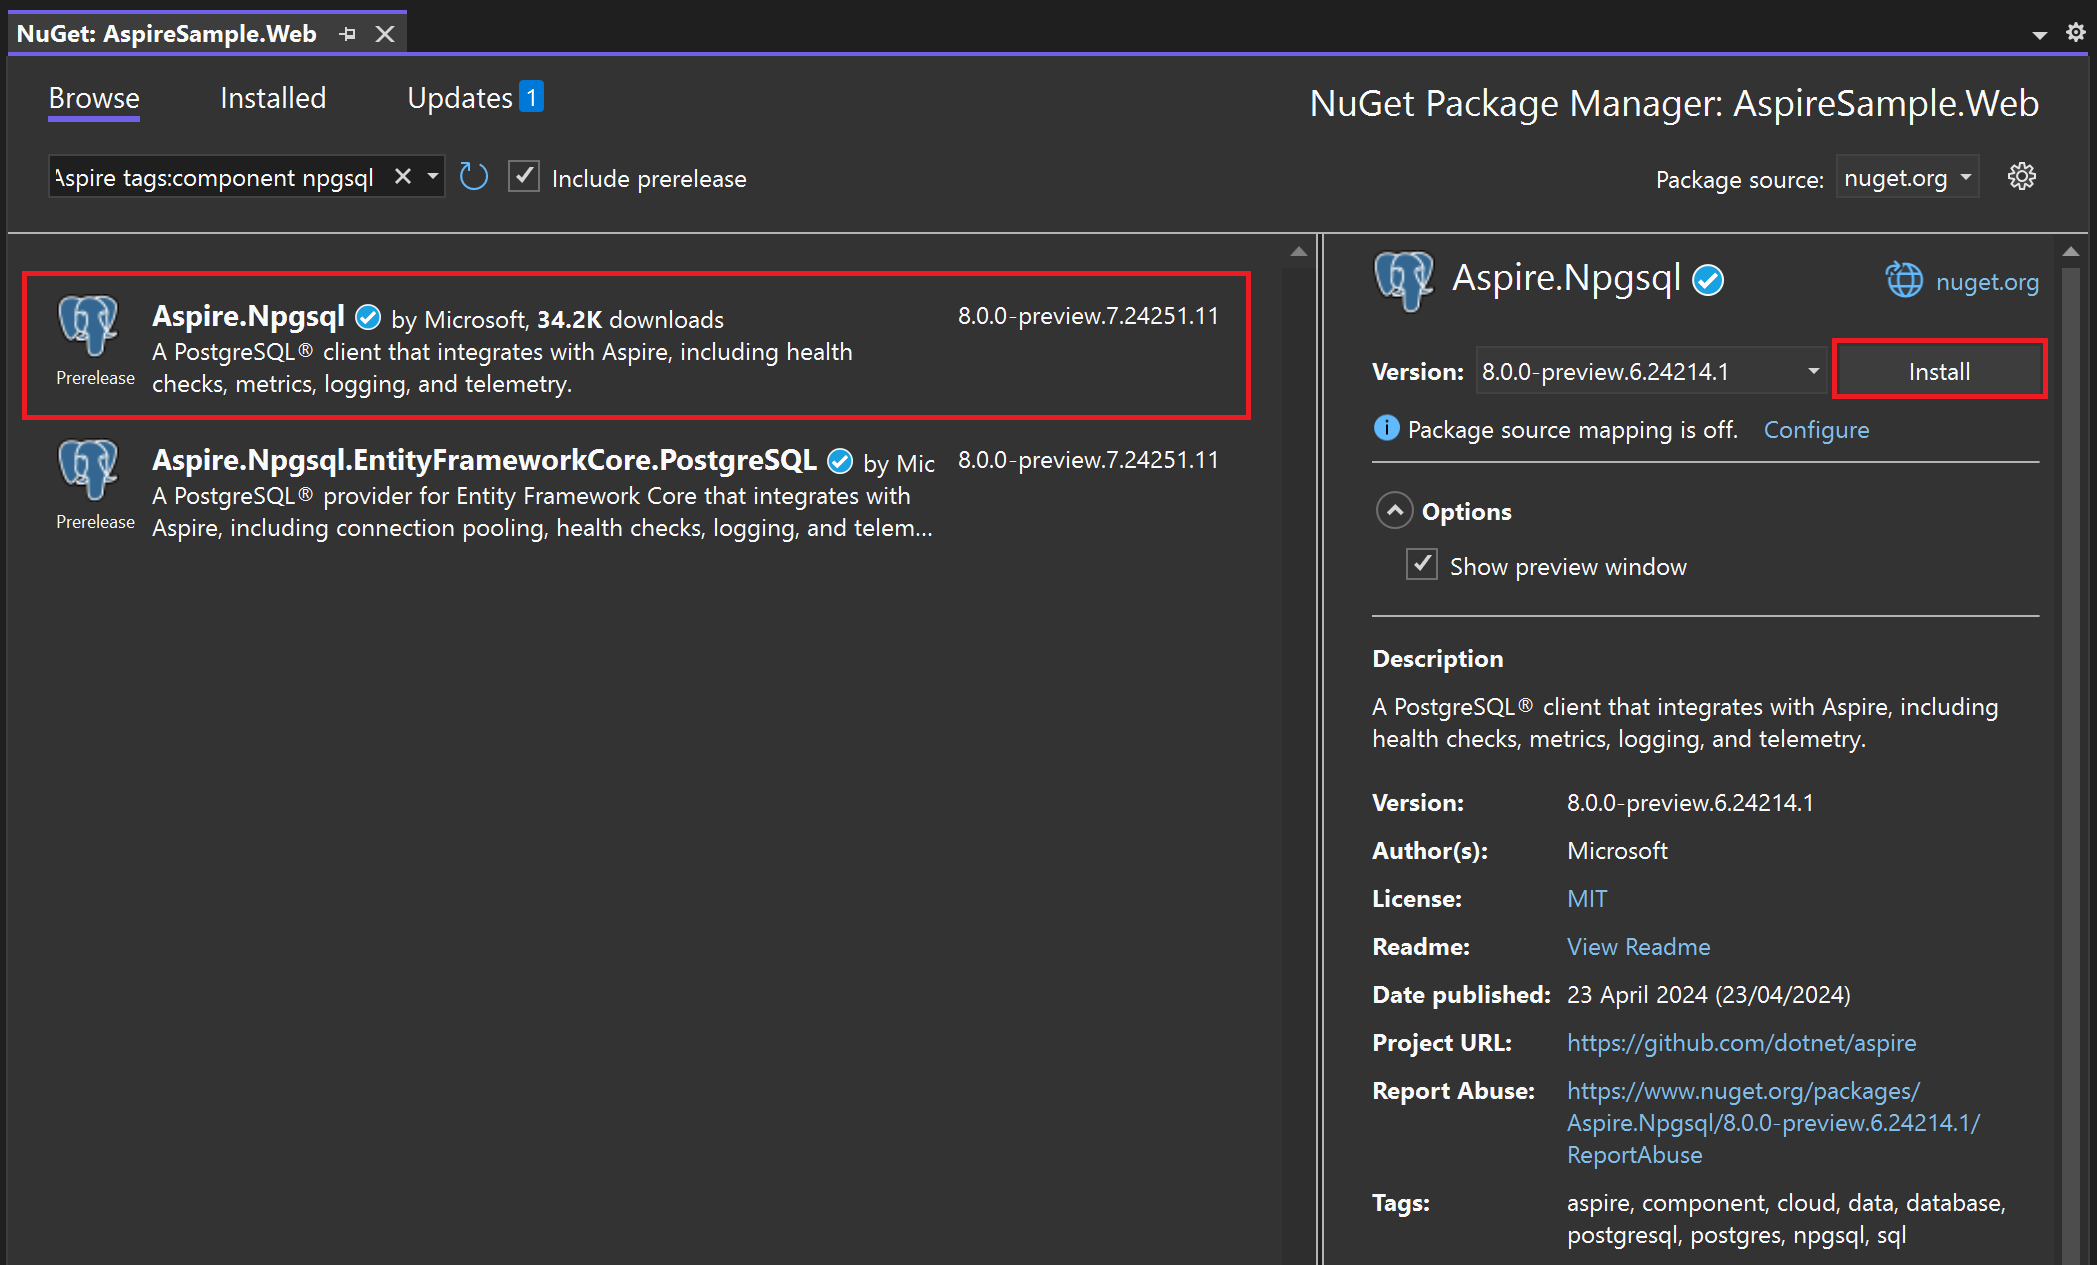 NuGet: AspireSample.Web
Browse Installed Updates 1
NuGet Package Manager: AspireSample.Web
Aspire tags:component npgsql
Include prerelease
Package source: nuget.org
Aspire.Npgsql by Microsoft, 34.2K downloads 8.0.0-preview.7.24251.11
A PostgreSQL® client that integrates with Aspire, including health
checks, metrics, logging, and telemetry.
Prerelease
Aspire.Npgsql.EntityFrameworkCore.PostgreSQL by Mic 8.0.0-preview.7.24251.11
A PostgreSQL® provider for Entity Framework Core that integrates with
Aspire, including connection pooling, health checks, logging, and telem...
Prerelease
Aspire.Npgsql nuget.org
Version: 8.0.0-preview.6.24214.1 Install
Package source mapping is off. Configure
Options
Show preview window
Description
A PostgreSQL® client that integrates with Aspire, including
health checks, metrics, logging, and telemetry.
Version: 8.0.0-preview.6.24214.1
Author(s): Microsoft
License: MIT
Readme: View Readme
Date published: 23 April 2024 (23/04/2024)
Project URL: https://github.com/dotnet/aspire
Report Abuse: https://www.nuget.org/packages/
Aspire.Npgsql/8.0.0-preview.6.24214.1/
ReportAbuse
Tags: aspire, component, cloud, data, database,
postgresql, postgres, npgsql, sql